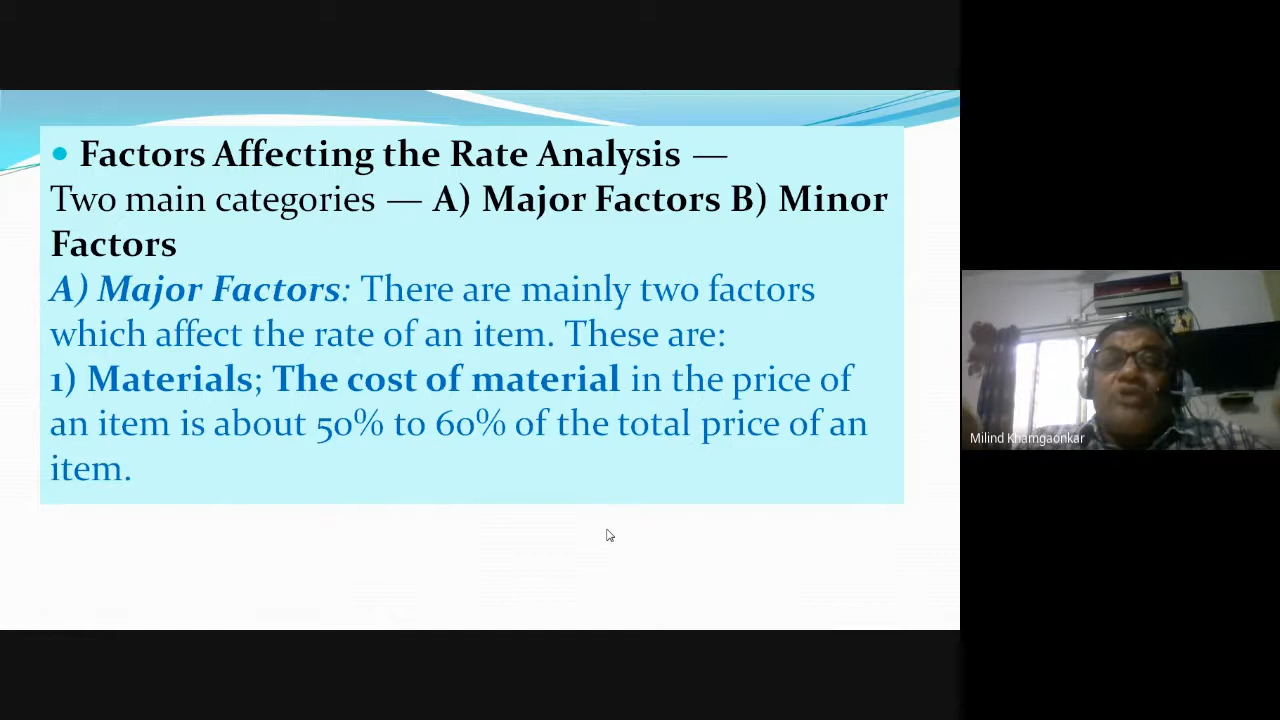 • Factors Affecting the Rate Analysis —
Two main categories — A) Major Factors B) Minor
Factors
A) Major Factors: There are mainly two factors
which affect the rate of an item. These are:
1) Materials; The cost of material in the price of
an item is about 50% to 60% of the total price of an
item.
Milind Khamgaonkar